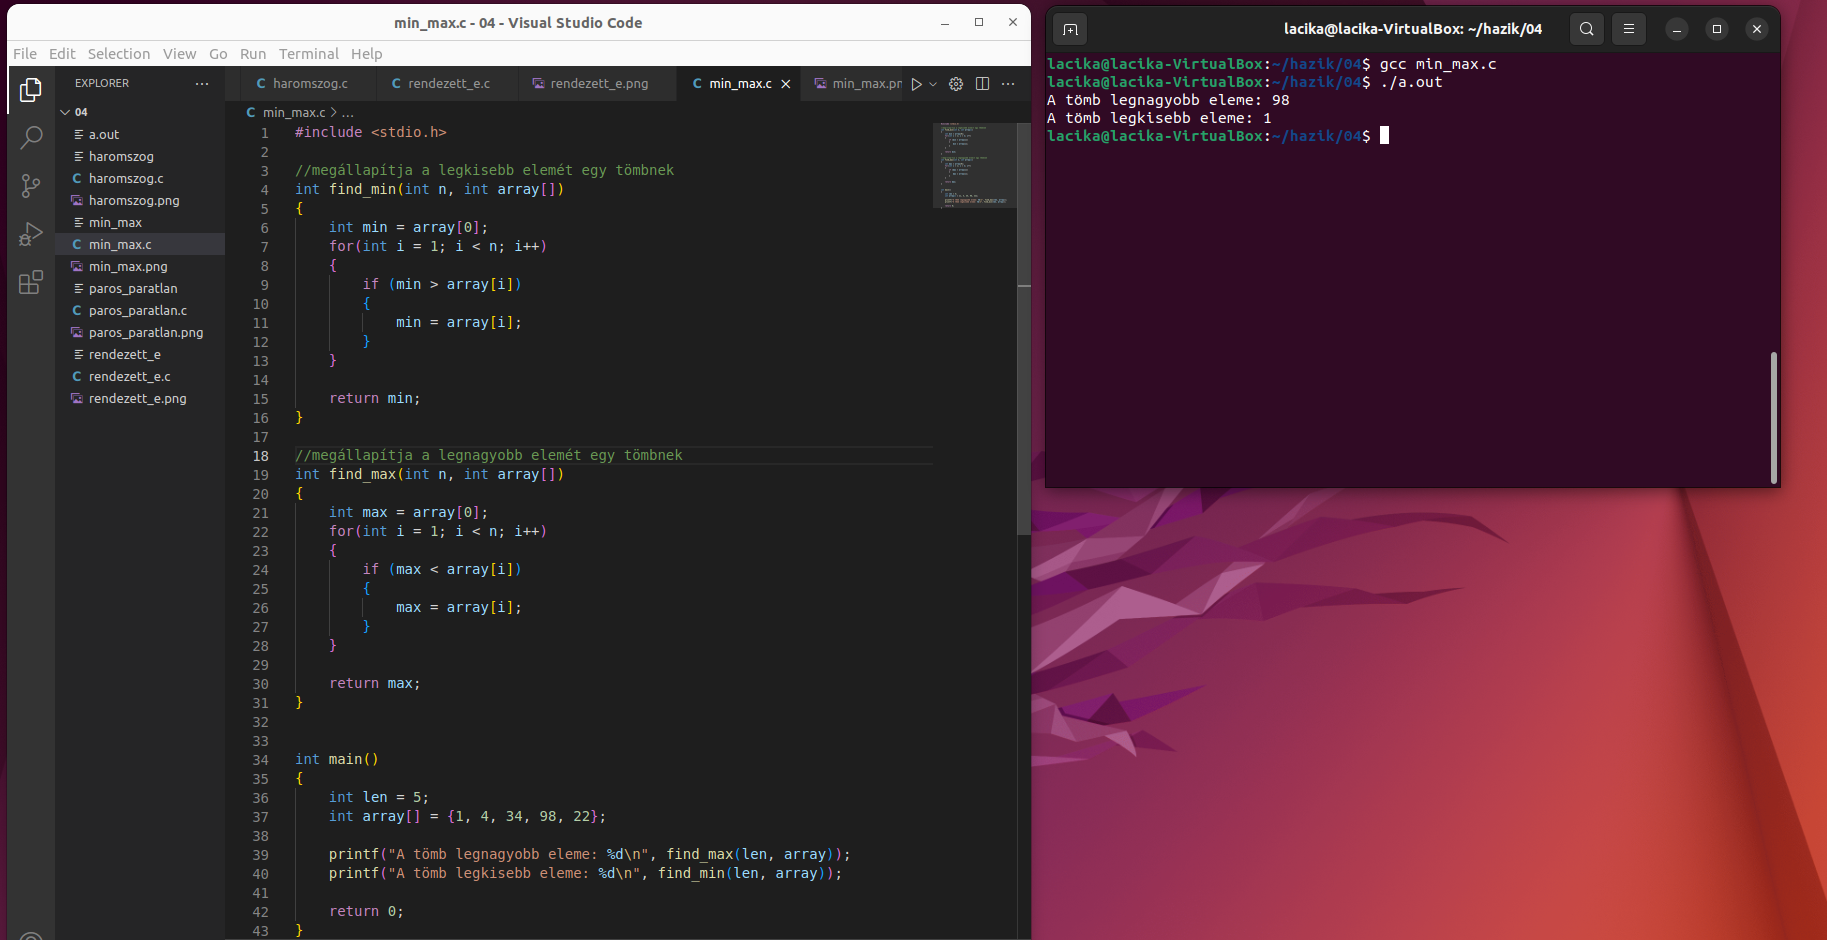 min_max.c - 04 - Visual Studio Code
File Edit Selection View Go Run Terminal Help
EXPLORER
04
a.out
haromszog
haromszog.c
haromszog.png
min_max
min_max.c
min_max.png
paros_paratlan
paros_paratlan.c
paros_paratlan.png
rendezett_e
rendezett_e.c
rendezett_e.png
haromszog.c rendezett_e.c rendezett_e.png min_max.c min_max.pn
min_max.c > ...
1 #include <stdio.h>
2
3 //megállapítja a legkisebb elemét egy tömbnek
4 int find_min(int n, int array[])
5 {
6 int min = array[0];
7 for(int i = 1; i < n; i++)
8 {
9 if (min > array[i])
10 {
11 min = array[i];
12 }
13 }
14
15 return min;
16 }
17
18 //megállapítja a legnagyobb elemét egy tömbnek
19 int find_max(int n, int array[])
20 {
21 int max = array[0];
22 for(int i = 1; i < n; i++)
23 {
24 if (max < array[i])
25 {
26 max = array[i];
27 }
28 }
29
30 return max;
31 }
32
33
34 int main()
35 {
36 int len = 5;
37 int array[] = {1, 4, 34, 98, 22};
38
39 printf("A tömb legnagyobb eleme: %d\n", find_max(len, array));
40 printf("A tömb legkisebb eleme: %d\n", find_min(len, array));
41
42 return 0;
43 }
lacika@lacika-VirtualBox: ~/hazik/04
lacika@lacika-VirtualBox:~/hazik/04$ gcc min_max.c
lacika@lacika-VirtualBox:~/hazik/04$ ./a.out
A tömb legnagyobb eleme: 98
A tömb legkisebb eleme: 1
lacika@lacika-VirtualBox:~/hazik/04$